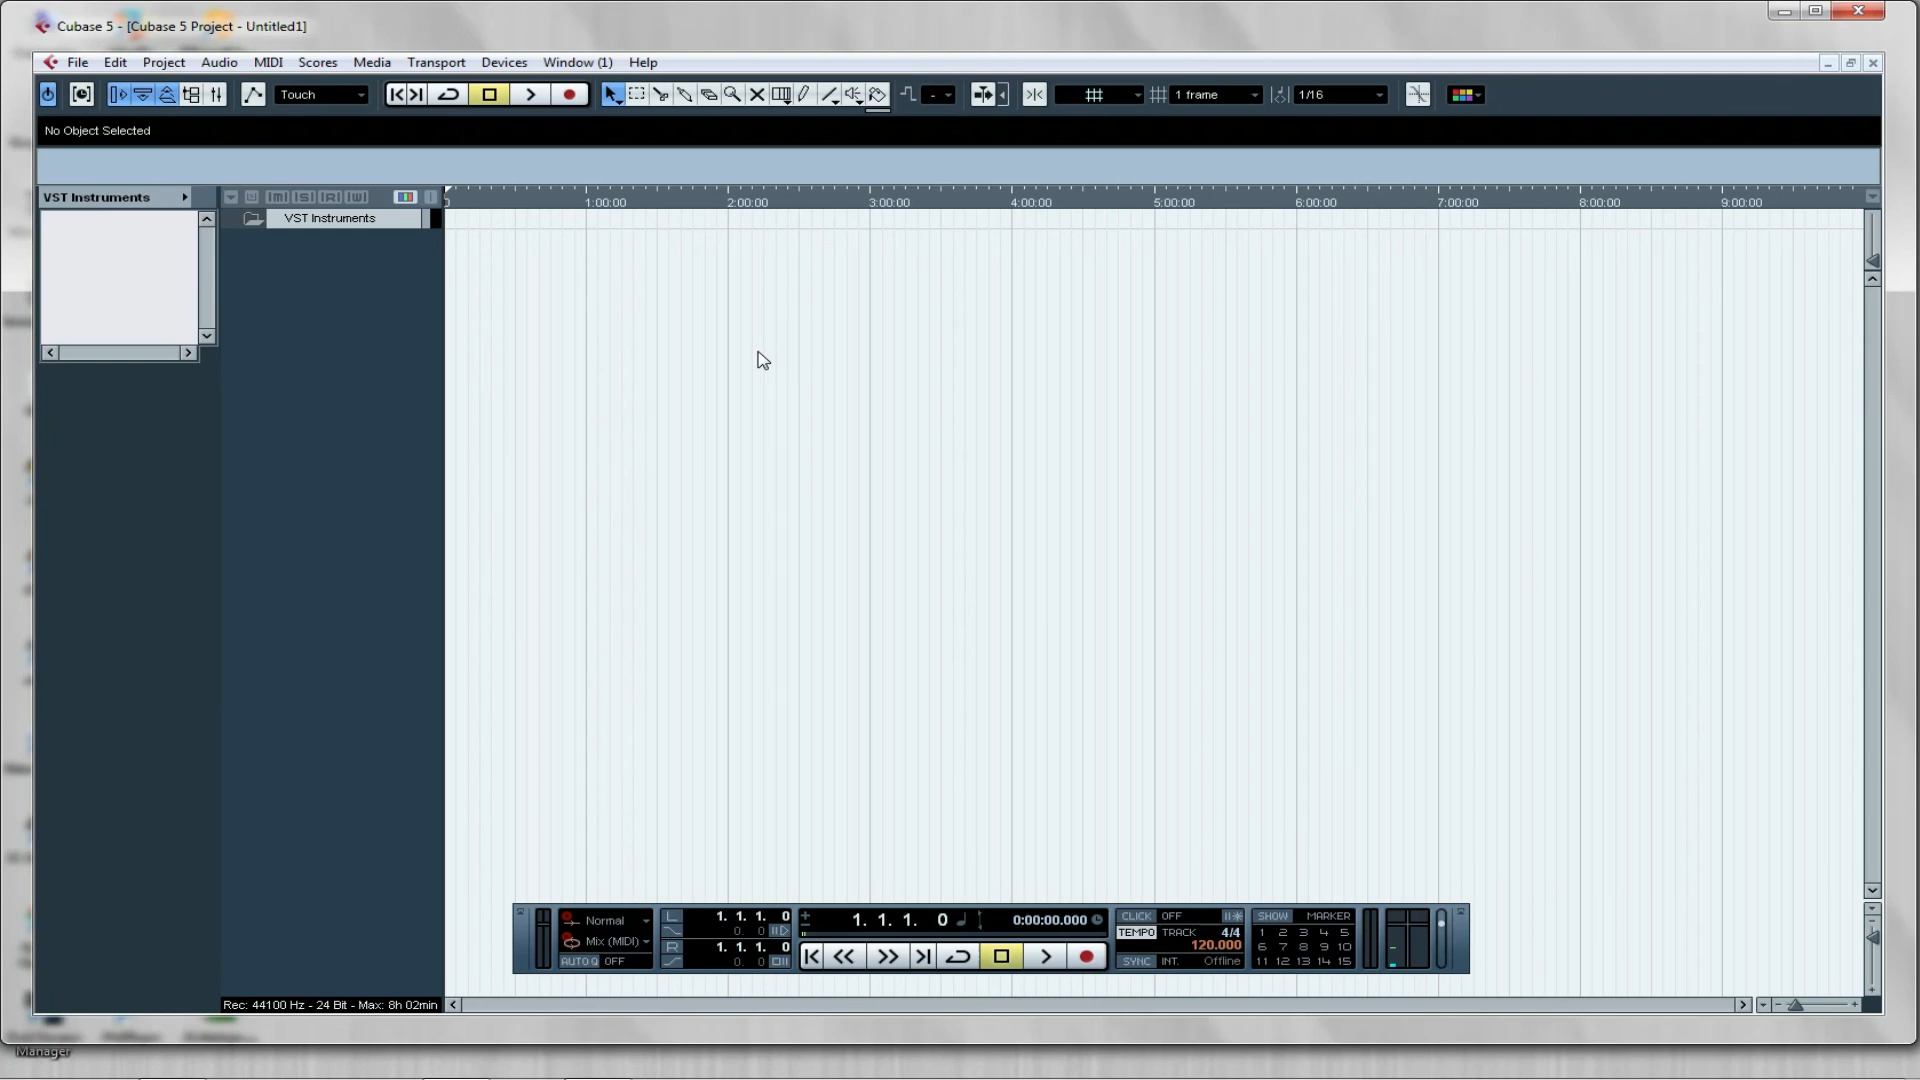 Cubase 5 - [Cubase 5 Project - Untitled1]
File Edit Project Audio MIDI Scores Media Transport Devices Window (1) Help
Touch 1 frame 1/16
No Object Selected
VST Instruments
VST Instruments
1:00:00 2:00:00 3:00:00 4:00:00 5:00:00 6:00:00 7:00:00 8:00:00 9:00:00
Normal
Mix (MIDI)
AUTO Q OFF
L 1. 1. 1. 0
0. 0
R 1. 1. 1. 0
0. 0
1. 1. 1. 0 0:00:00.000
CLICK OFF
TEMPO TRACK 4/4
120.000
SYNC INT. Offline
SHOW MARKER
1 2 3 4 5
6 7 8 9 10
11 12 13 14 15
Rec: 44100 Hz - 24 Bit - Max: 8h 02min
Manager